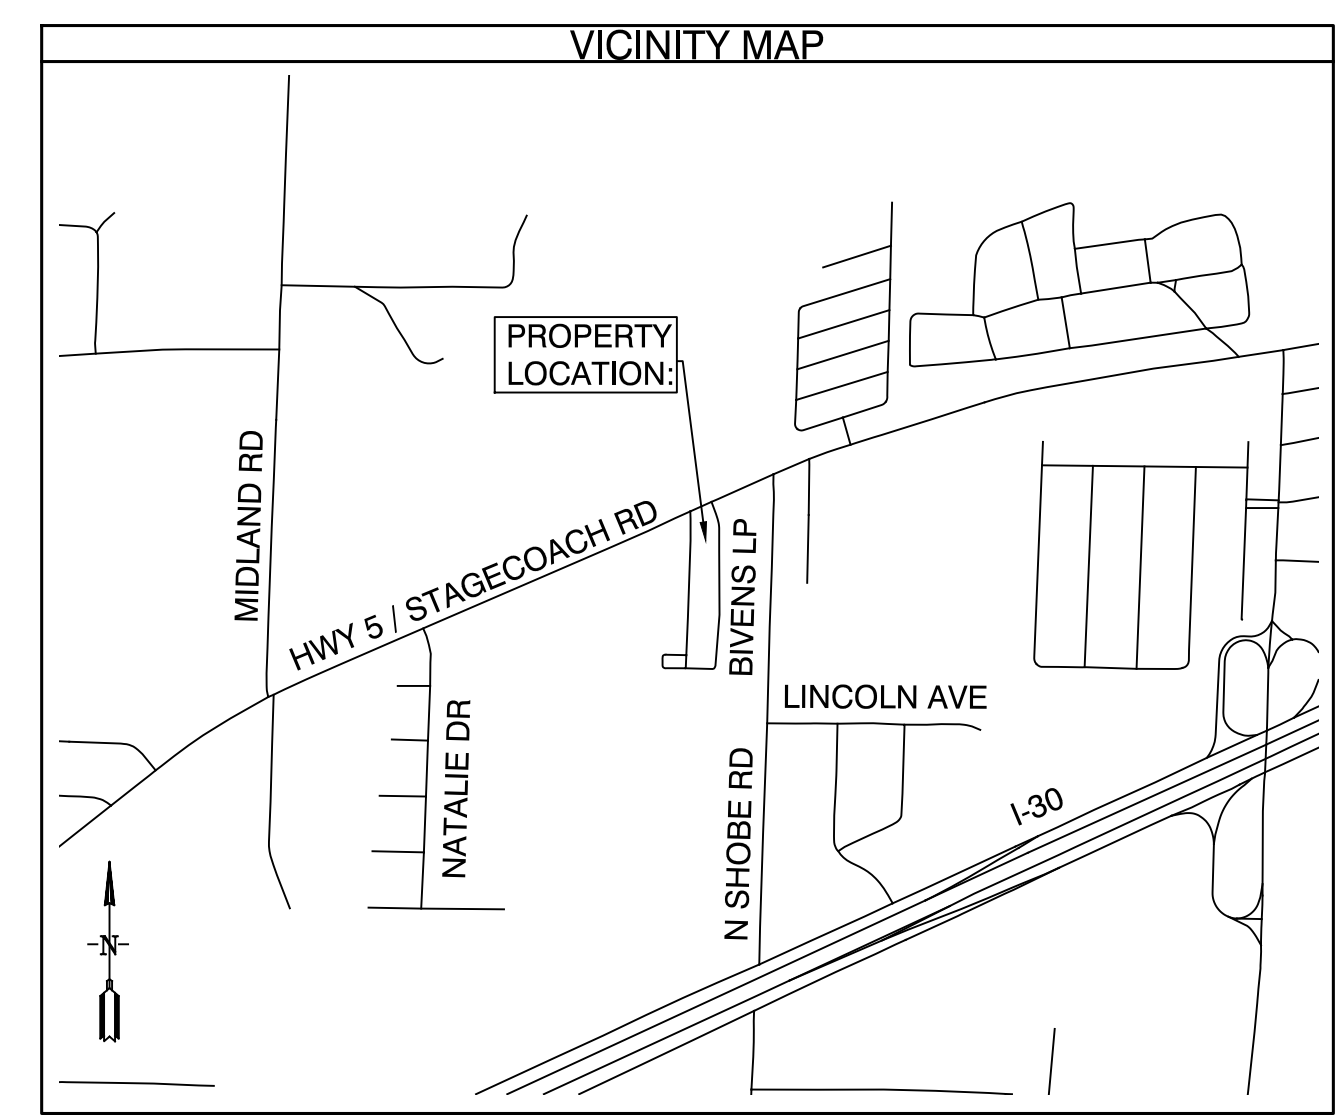 VICINITY MAP
PROPERTY
LOCATION:
MIDLAND RD
HWY 5 / STAGECOACH RD
BIVENS LP
LINCOLN AVE
NATALIE DR
N SHOBE RD
I-30
N